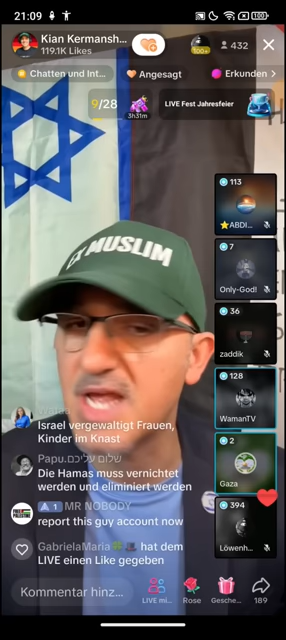 21:09
100
Kian Kermansh...
119.1K Likes
100+
432
Chatten und Int...
Angesagt
Erkunden
9/28
3h31m
LIVE Fest Jahresfeier
EX MUSLIM
113
ABDI...
7
Only-God!
36
zaddik
128
WamanTV
2
Gaza
394
Löwenh...
Israel vergewaltigt Frauen,
Kinder im Knast
Papu.שלום עליכם
Die Hamas muss vernichtet
werden und eliminiert werden
1 MR NOBODY
report this guy account now
GabrielaMaria hat dem
LIVE einen Like gegeben
Kommentar hinz...
LIVE mi...
Rose
Gesche...
189